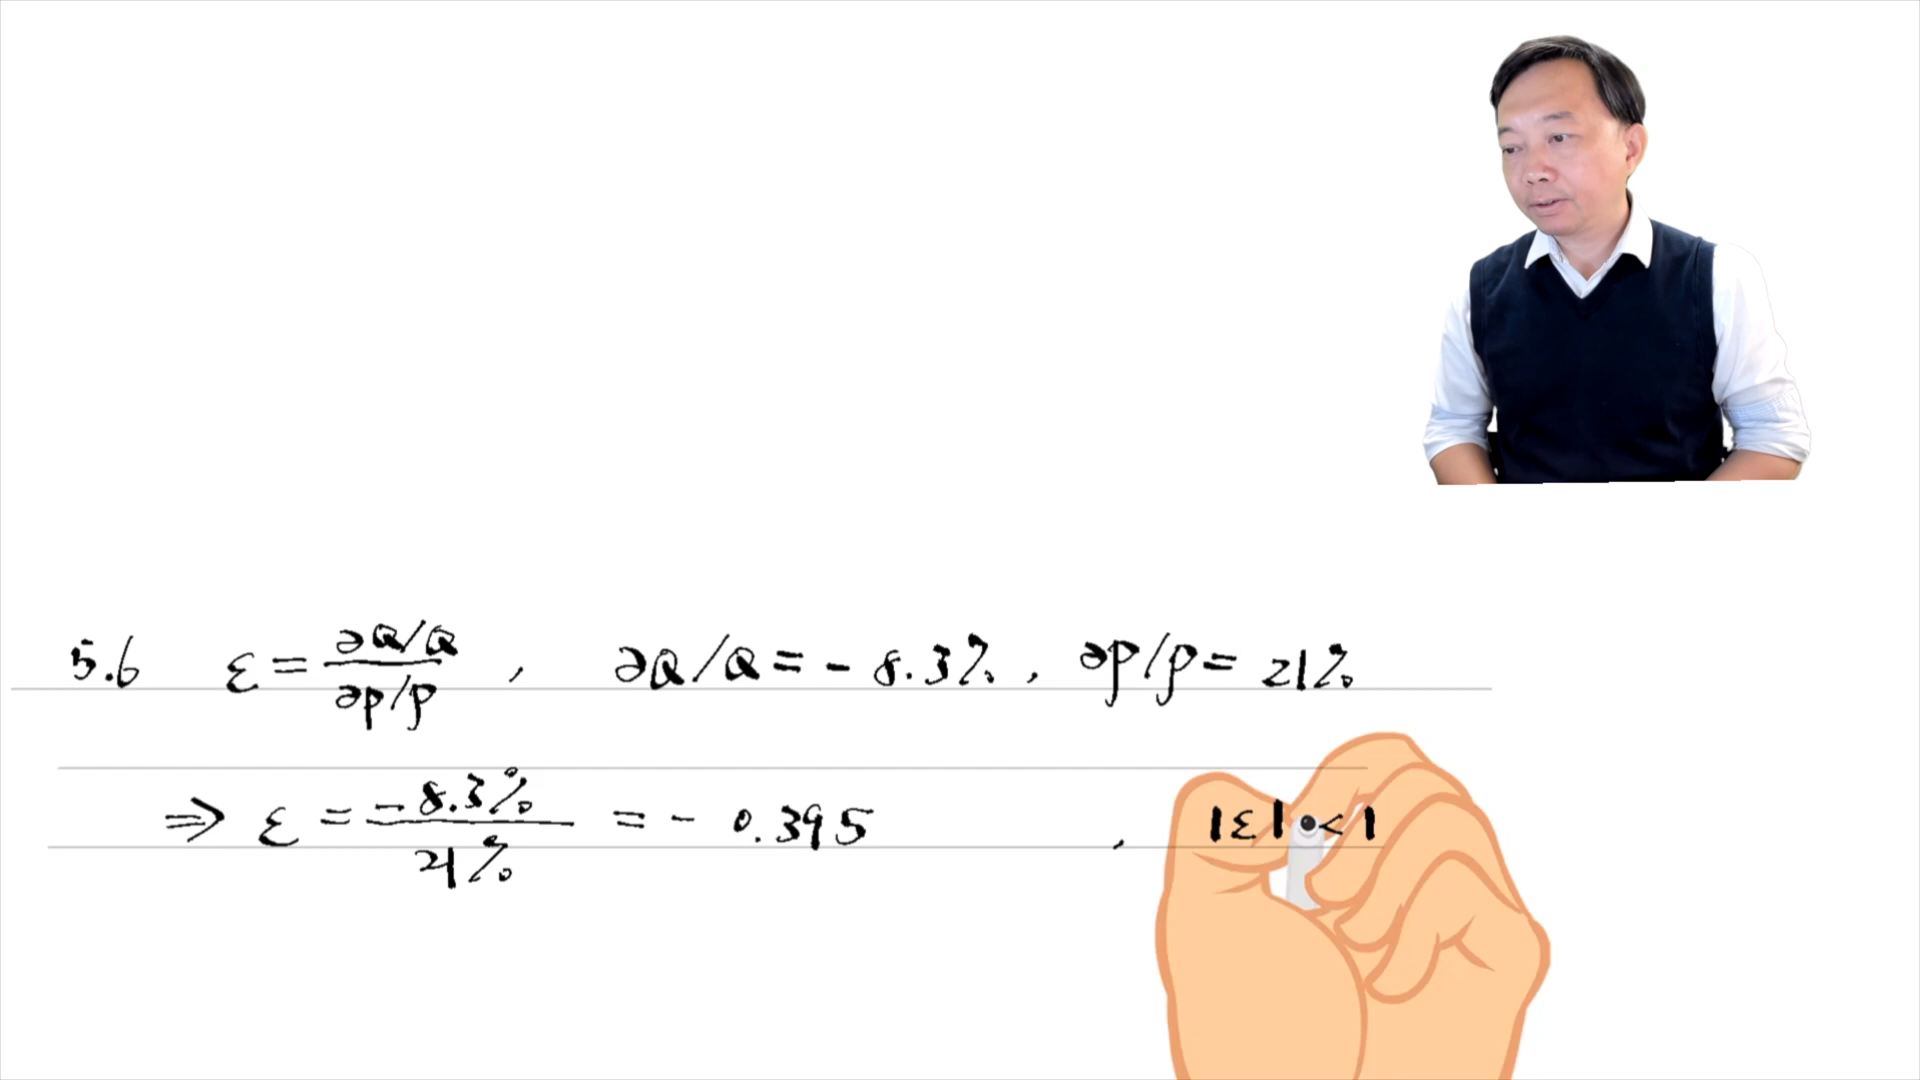 5.6 ε = ∂Q/Q / ∂p/p , ∂Q/Q = - 8.3% , ∂p/p = 21%
⇒ ε = -8.3% / 21% = - 0.395 , |ε| < 1